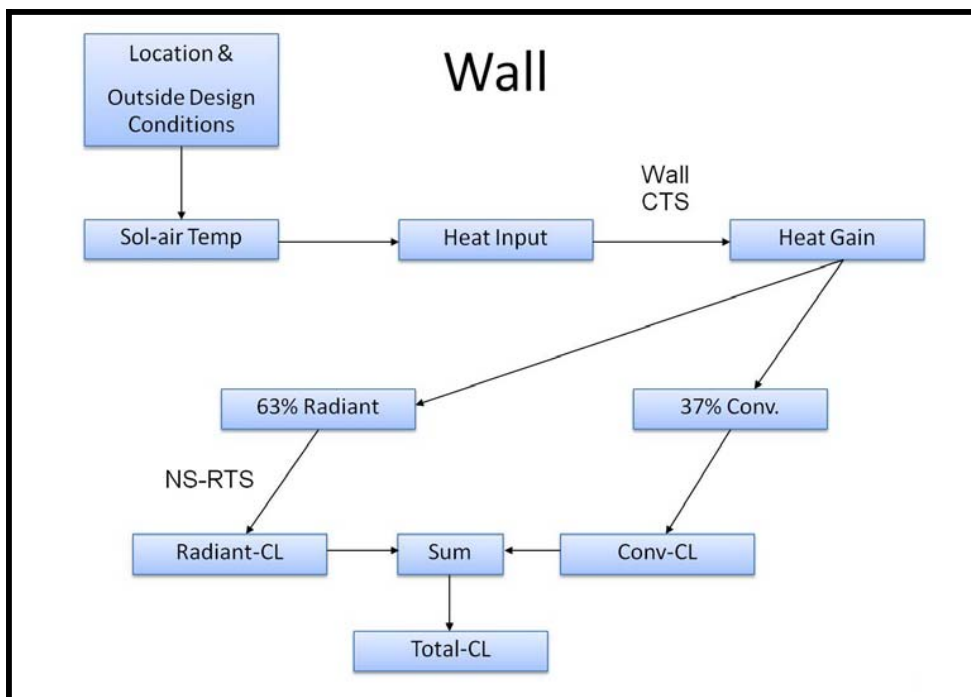 Location &
Outside Design
Conditions
Wall
Wall
CTS
Sol-air Temp
Heat Input
Heat Gain
63% Radiant
37% Conv.
NS-RTS
Radiant-CL
Sum
Conv-CL
Total-CL